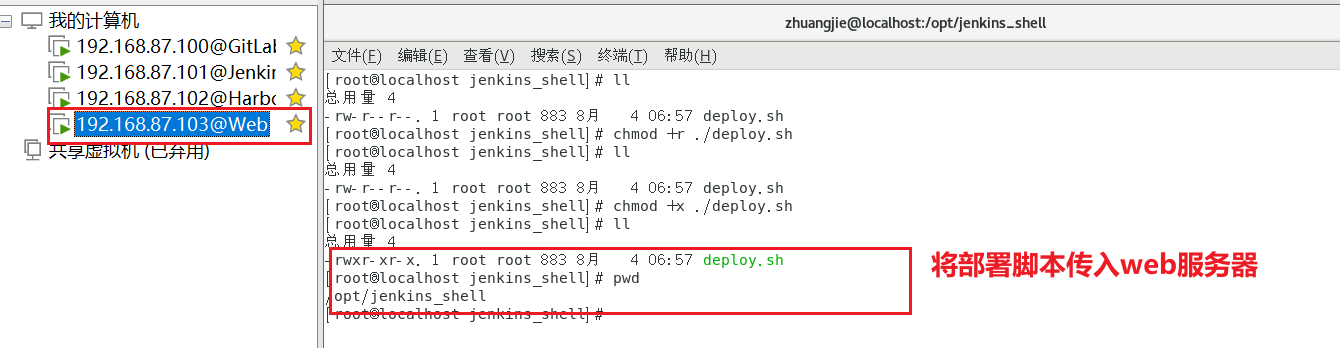 我的计算机
192.168.87.100@GitLab
192.168.87.101@Jenkin
192.168.87.102@Harbo
192.168.87.103@Web
共享虚拟机 (已弃用)
zhuangjie@localhost:/opt/jenkins_shell
文件(F) 编辑(E) 查看(V) 搜索(S) 终端(T) 帮助(H)
[root@localhost jenkins_shell]# ll
总用量 4
-rw-r--r--. 1 root root 883 8月   4 06:57 deploy.sh
[root@localhost jenkins_shell]# chmod +r ./deploy.sh
[root@localhost jenkins_shell]# ll
总用量 4
-rw-r--r--. 1 root root 883 8月   4 06:57 deploy.sh
[root@localhost jenkins_shell]# chmod +x ./deploy.sh
[root@localhost jenkins_shell]# ll
总用量 4
-rwxr-xr-x. 1 root root 883 8月   4 06:57 deploy.sh
[root@localhost jenkins_shell]# pwd
/opt/jenkins_shell
[root@localhost jenkins_shell]#
将部署脚本传入web服务器